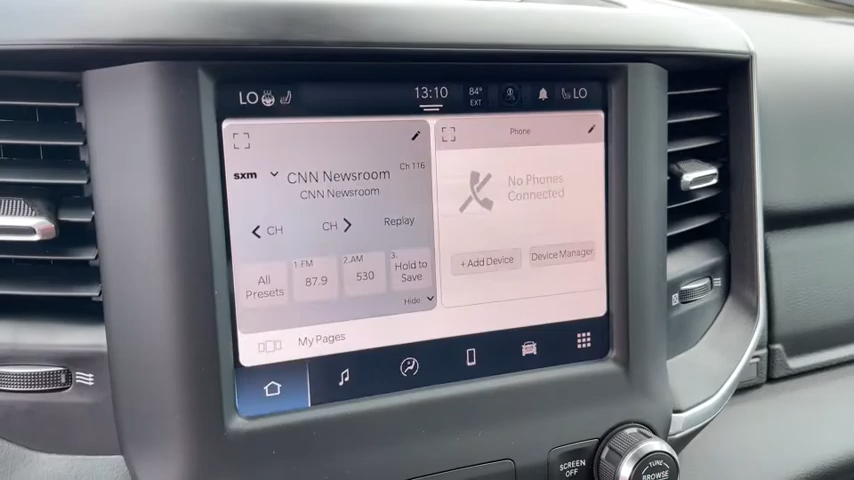 LO
13:10
84°
EXT
LO
sxm
CNN Newsroom
Ch 116
CNN Newsroom
CH
CH
Replay
All
Presets
1.FM
87.9
2.AM
530
3.
Hold to
Save
Hide
Phone
No Phones
Connected
+ Add Device
Device Manager
My Pages
SCREEN
OFF
TUNE
BROWSE